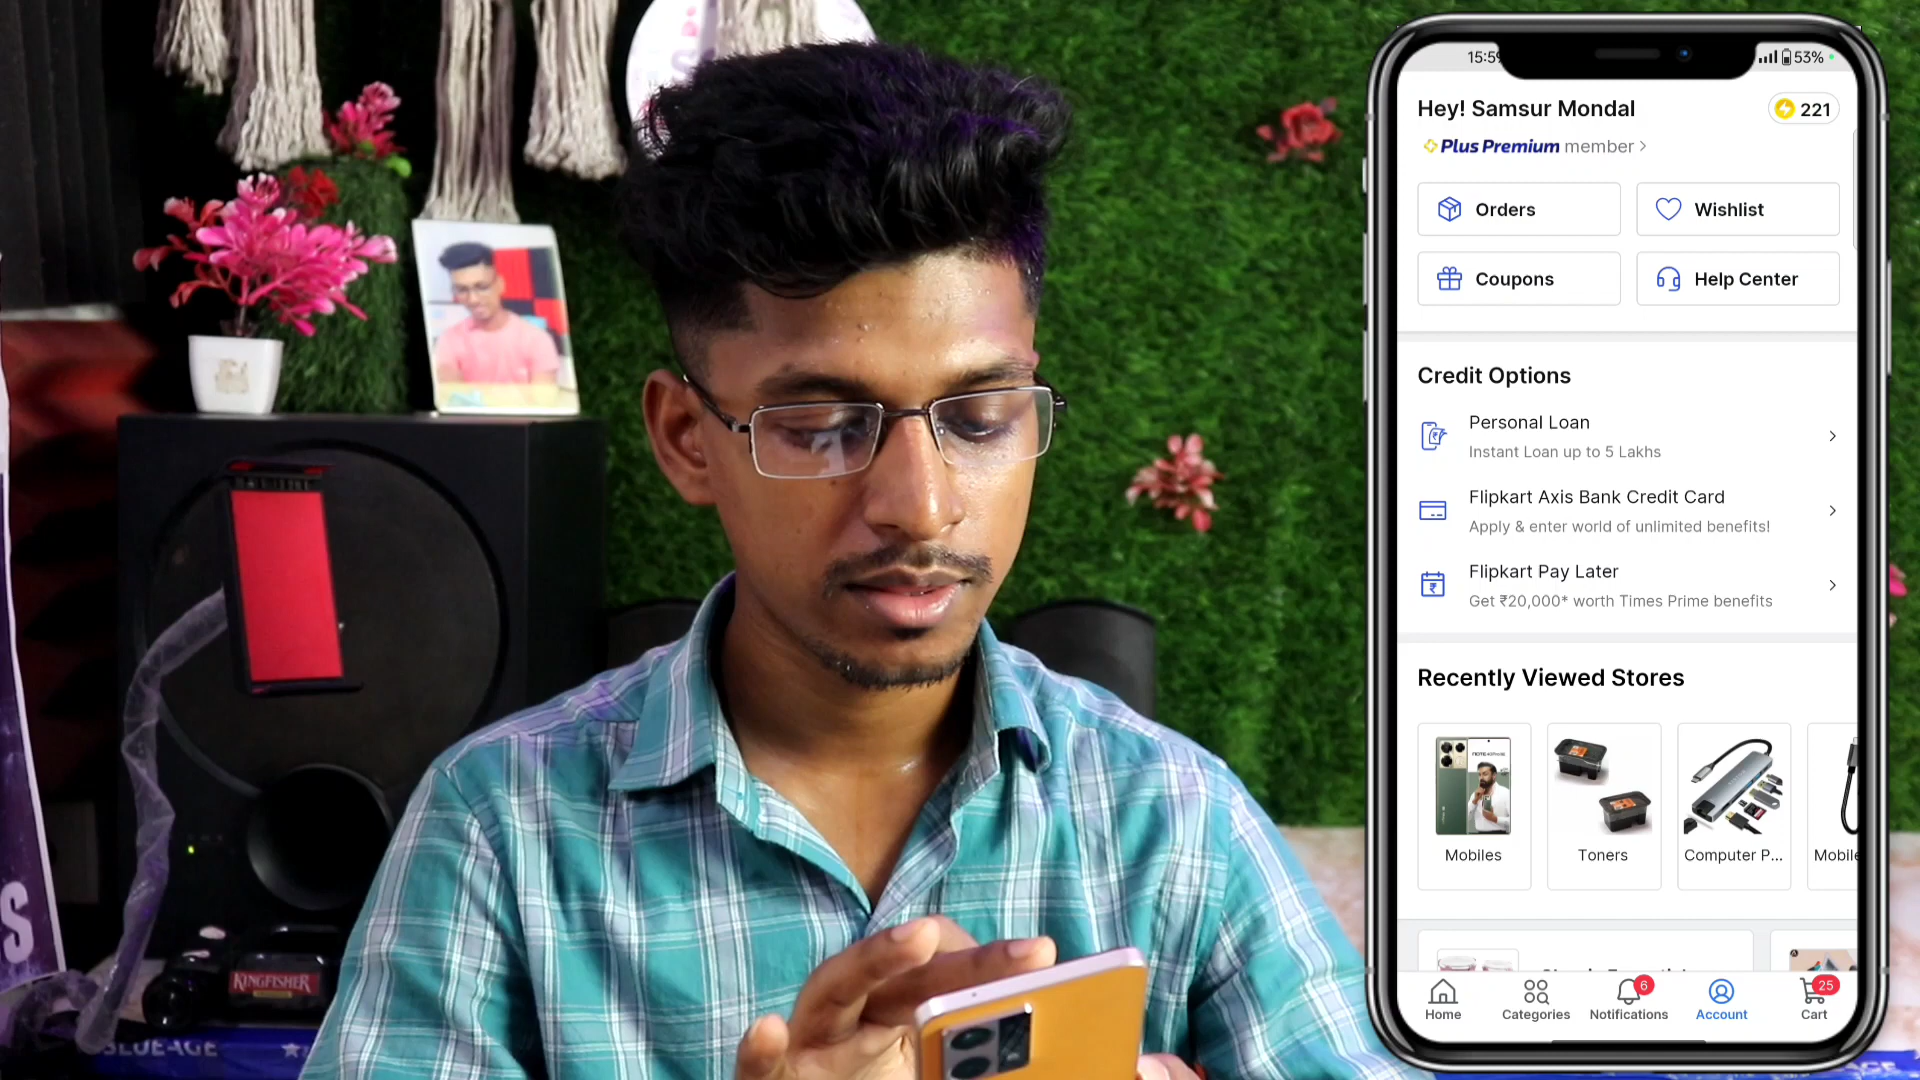 15:59
53%
Hey! Samsur Mondal
221
Plus Premium member
Orders
Wishlist
Coupons
Help Center
Credit Options
Personal Loan
Instant Loan up to 5 Lakhs
Flipkart Axis Bank Credit Card
Apply & enter world of unlimited benefits!
Flipkart Pay Later
Get ₹20,000* worth Times Prime benefits
Recently Viewed Stores
Mobiles
Toners
Computer P...
Mobile
6
25
Home
Categories
Notifications
Account
Cart
KINGFISHER
S